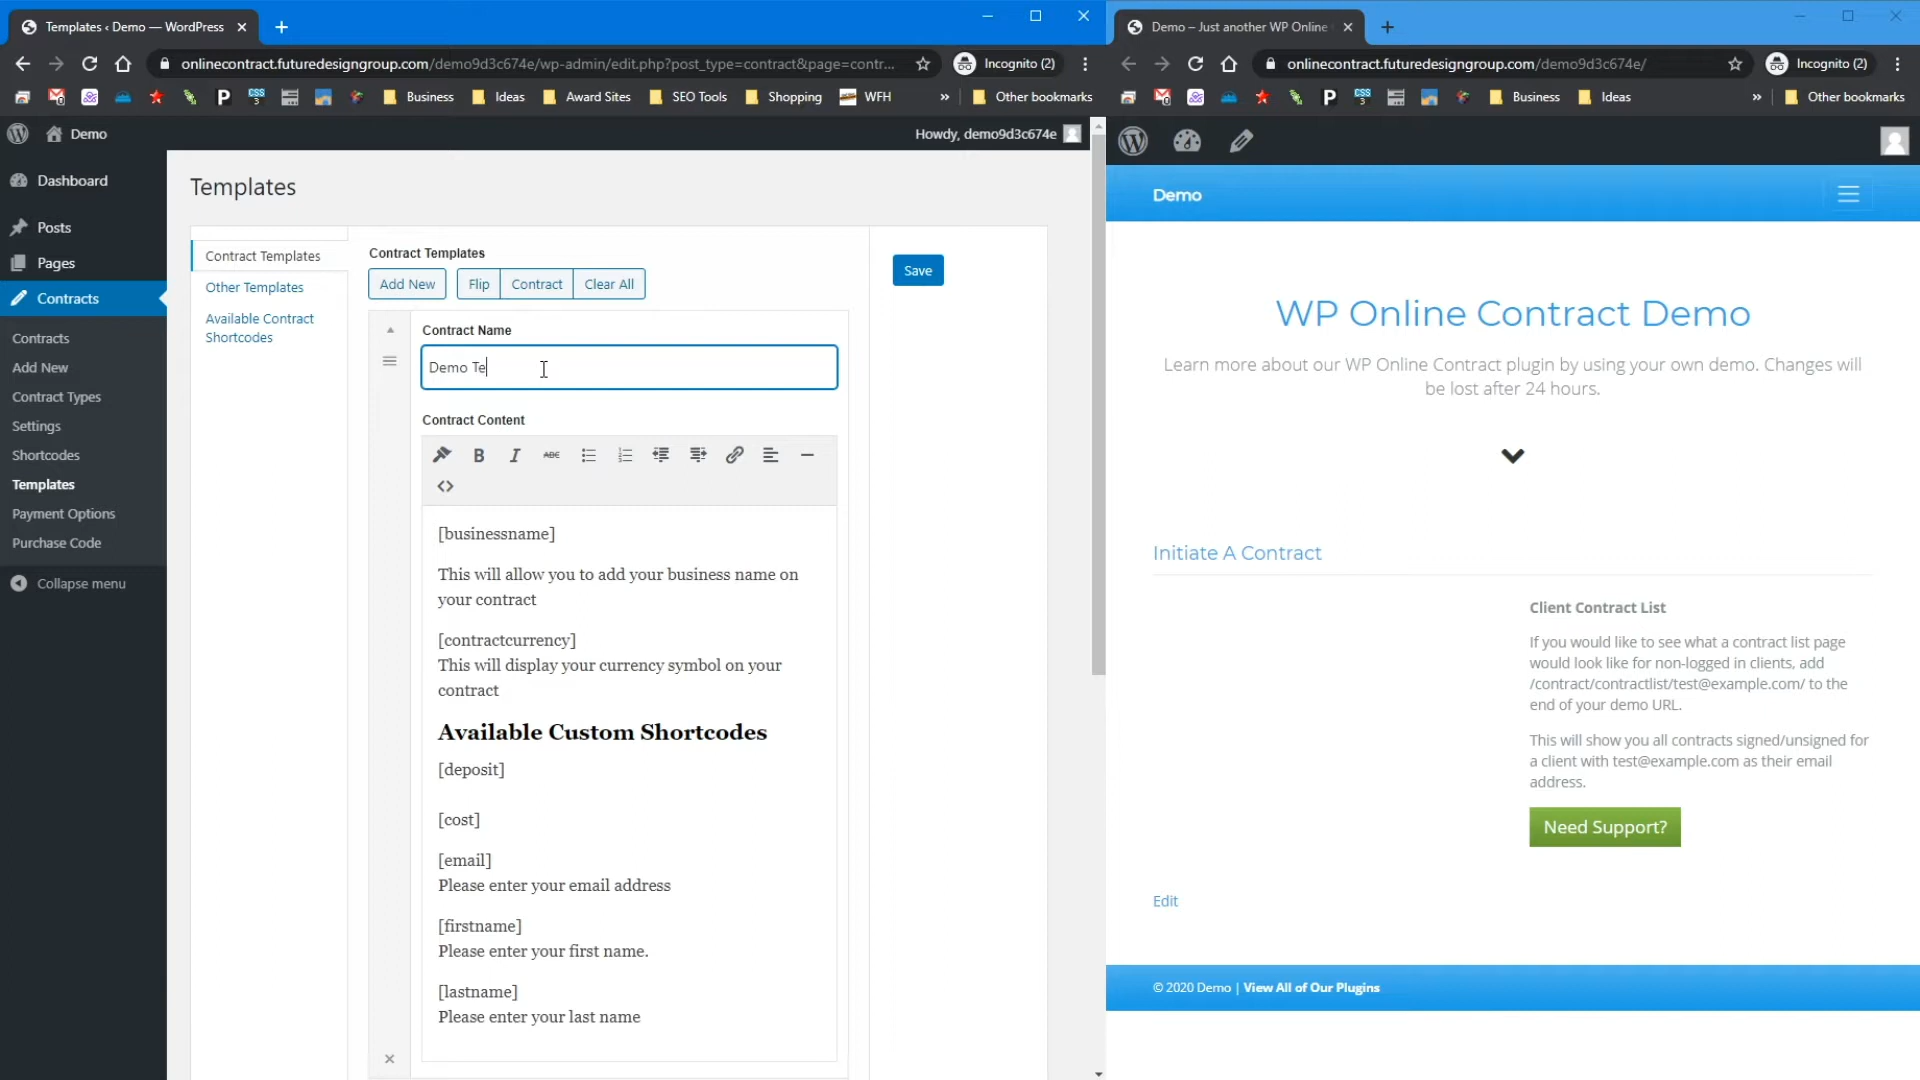 Templates ‹ Demo — WordPress
onlinecontract.futuredesigngroup.com/demo9d3c674e/wp-admin/edit.php?post_type=contract&page=contr...
Incognito (2)
Business
Ideas
Award Sites
SEO Tools
Shopping
WFH
»
Other bookmarks
Demo
Howdy, demo9d3c674e
Dashboard
Posts
Pages
Contracts
Contracts
Add New
Contract Types
Settings
Shortcodes
Templates
Payment Options
Purchase Code
Collapse menu
Templates
Contract Templates
Other Templates
Available Contract
Shortcodes
Contract Templates
Add New
Flip
Contract
Clear All
Save
Contract Name
Demo Te
Contract Content
B
I
ABC
[businessname]
This will allow you to add your business name on
your contract
[contractcurrency]
This will display your currency symbol on your
contract
Available Custom Shortcodes
[deposit]
[cost]
[email]
Please enter your email address
[firstname]
Please enter your first name.
[lastname]
Please enter your last name
Demo – Just another WP Online
onlinecontract.futuredesigngroup.com/demo9d3c674e/
Incognito (2)
Business
Ideas
»
Other bookmarks
Demo
WP Online Contract Demo
Learn more about our WP Online Contract plugin by using your own demo. Changes will
be lost after 24 hours.
Initiate A Contract
Client Contract List
If you would like to see what a contract list page
would look like for non-logged in clients, add
/contract/contractlist/test@example.com/ to the
end of your demo URL.
This will show you all contracts signed/unsigned for
a client with test@example.com as their email
address.
Need Support?
Edit
© 2020 Demo | View All of Our Plugins